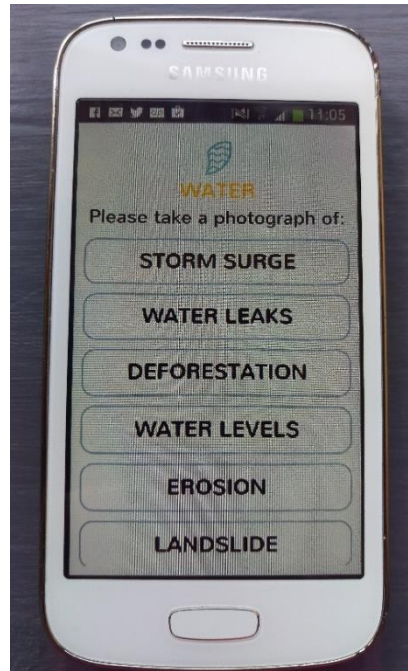 SAMSUNG
11:05
WATER
Please take a photograph of:
STORM SURGE
WATER LEAKS
DEFORESTATION
WATER LEVELS
EROSION
LANDSLIDE